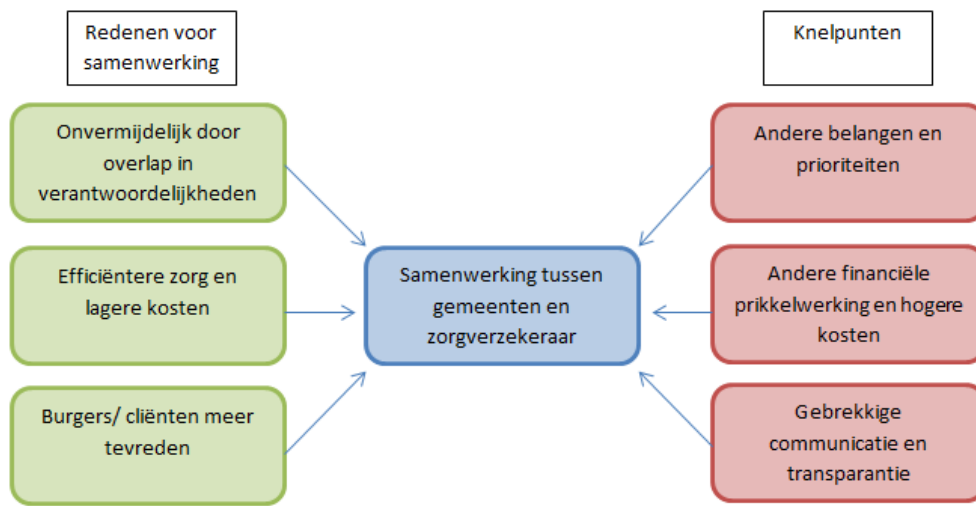 Redenen voor
samenwerking
Knelpunten
Onvermijdelijk door
overlap in
verantwoordelijkheden
Efficiëntere zorg en
lagere kosten
Burgers/ cliënten meer
tevreden
Samenwerking tussen
gemeenten en
zorgverzekeraar
Andere belangen en
prioriteiten
Andere financiële
prikkelwerking en hogere
kosten
Gebrekkige
communicatie en
transparantie